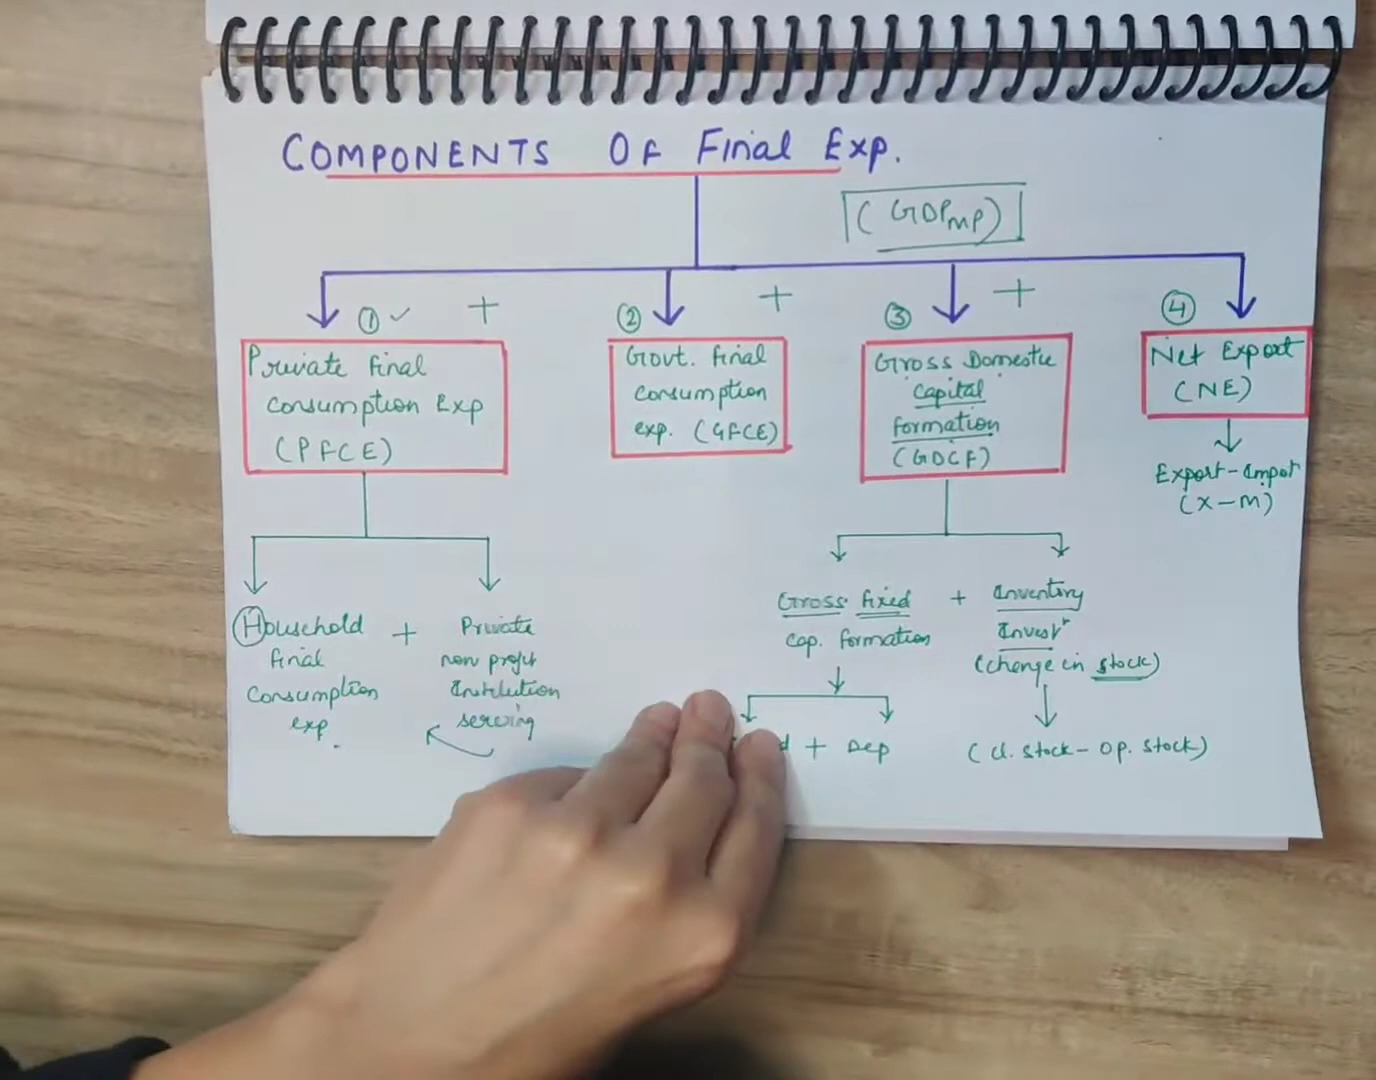 COMPONENTS OF Final Exp.
(GDPMP)
① ✓ + ② + ③ + ④
Private final
consumption Exp
(PFCE)
Govt. final
consumption
exp. (GFCE)
Gross Domestic
Capital
formation
(GDCF)
Net Export
(NE)
Export-Import
(X-M)
Household
final
Consumption
exp.
+
Private
non profit
Institution
serving
Gross fixed
Cap. formation
+
Inventory
Invest^t
(change in stock)
+ Dep
(cl. stock - op. stock)